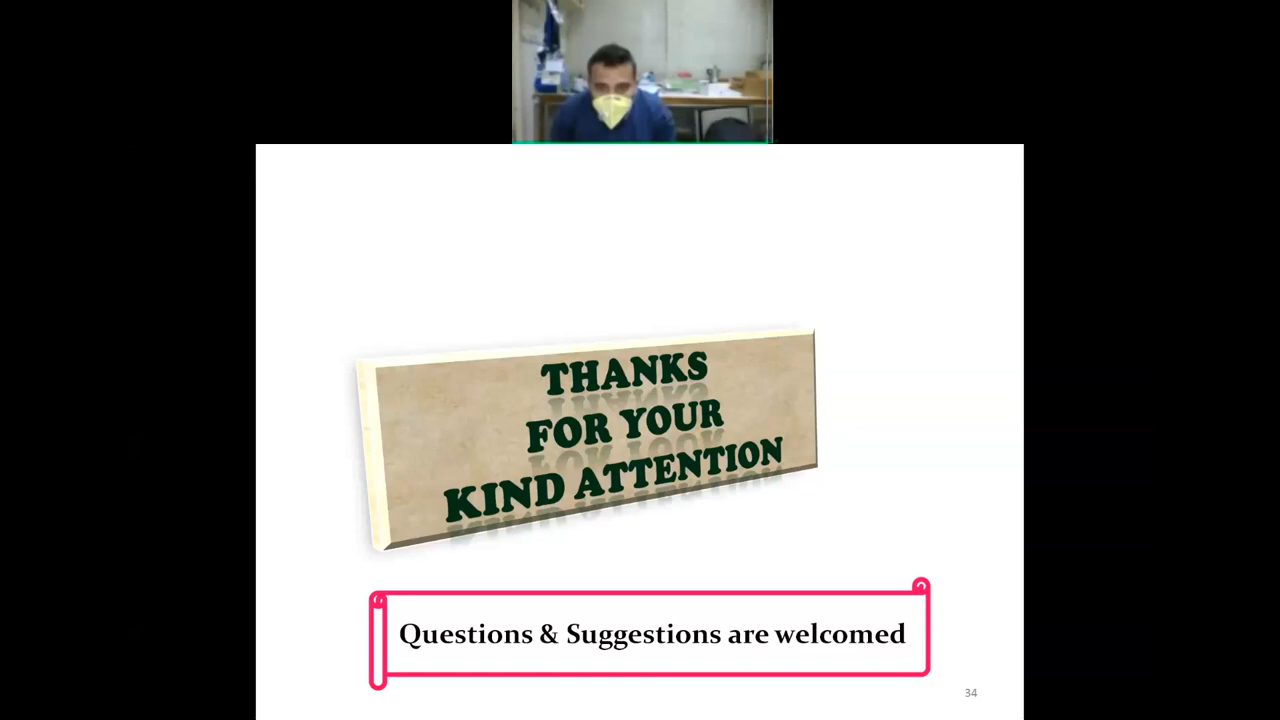 THANKS
FOR YOUR
KIND ATTENTION
Questions & Suggestions are welcomed
34